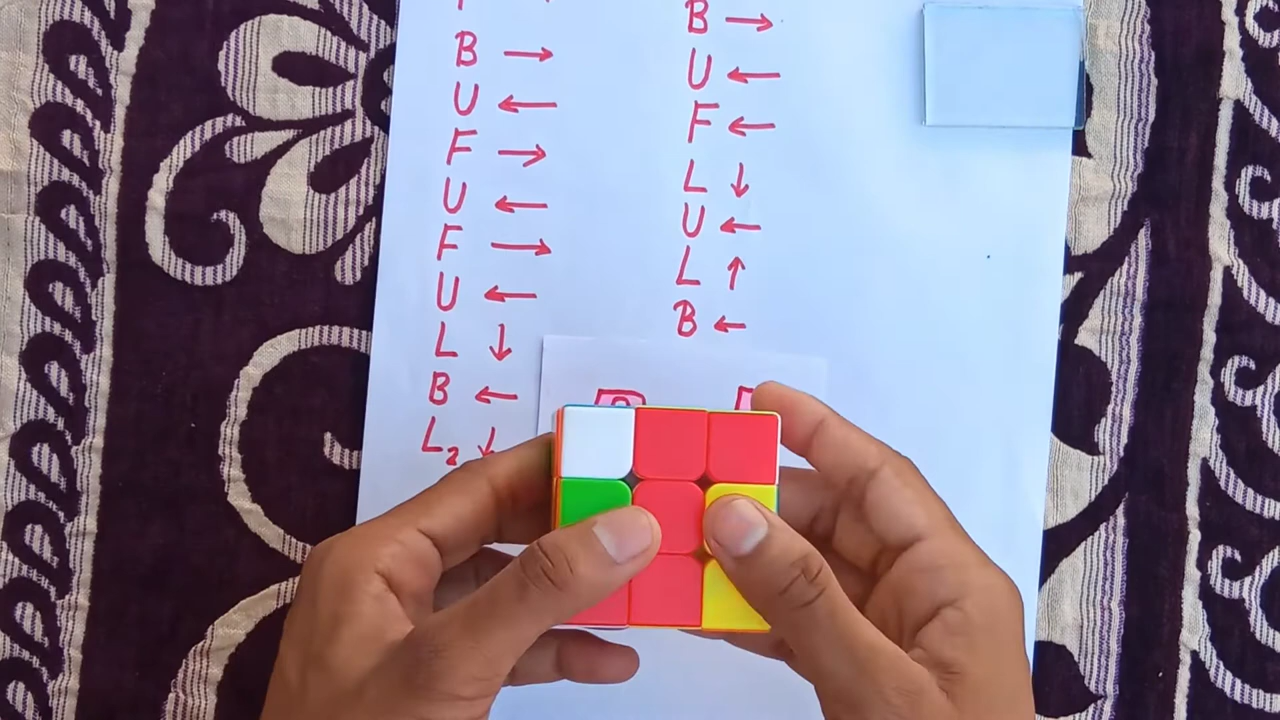 B →
U ←
F →
U ←
F →
U ←
L ↓
B ←
L₂ ↓
B →
U ←
F ←
L ↓
U ←
L ↑
B ←